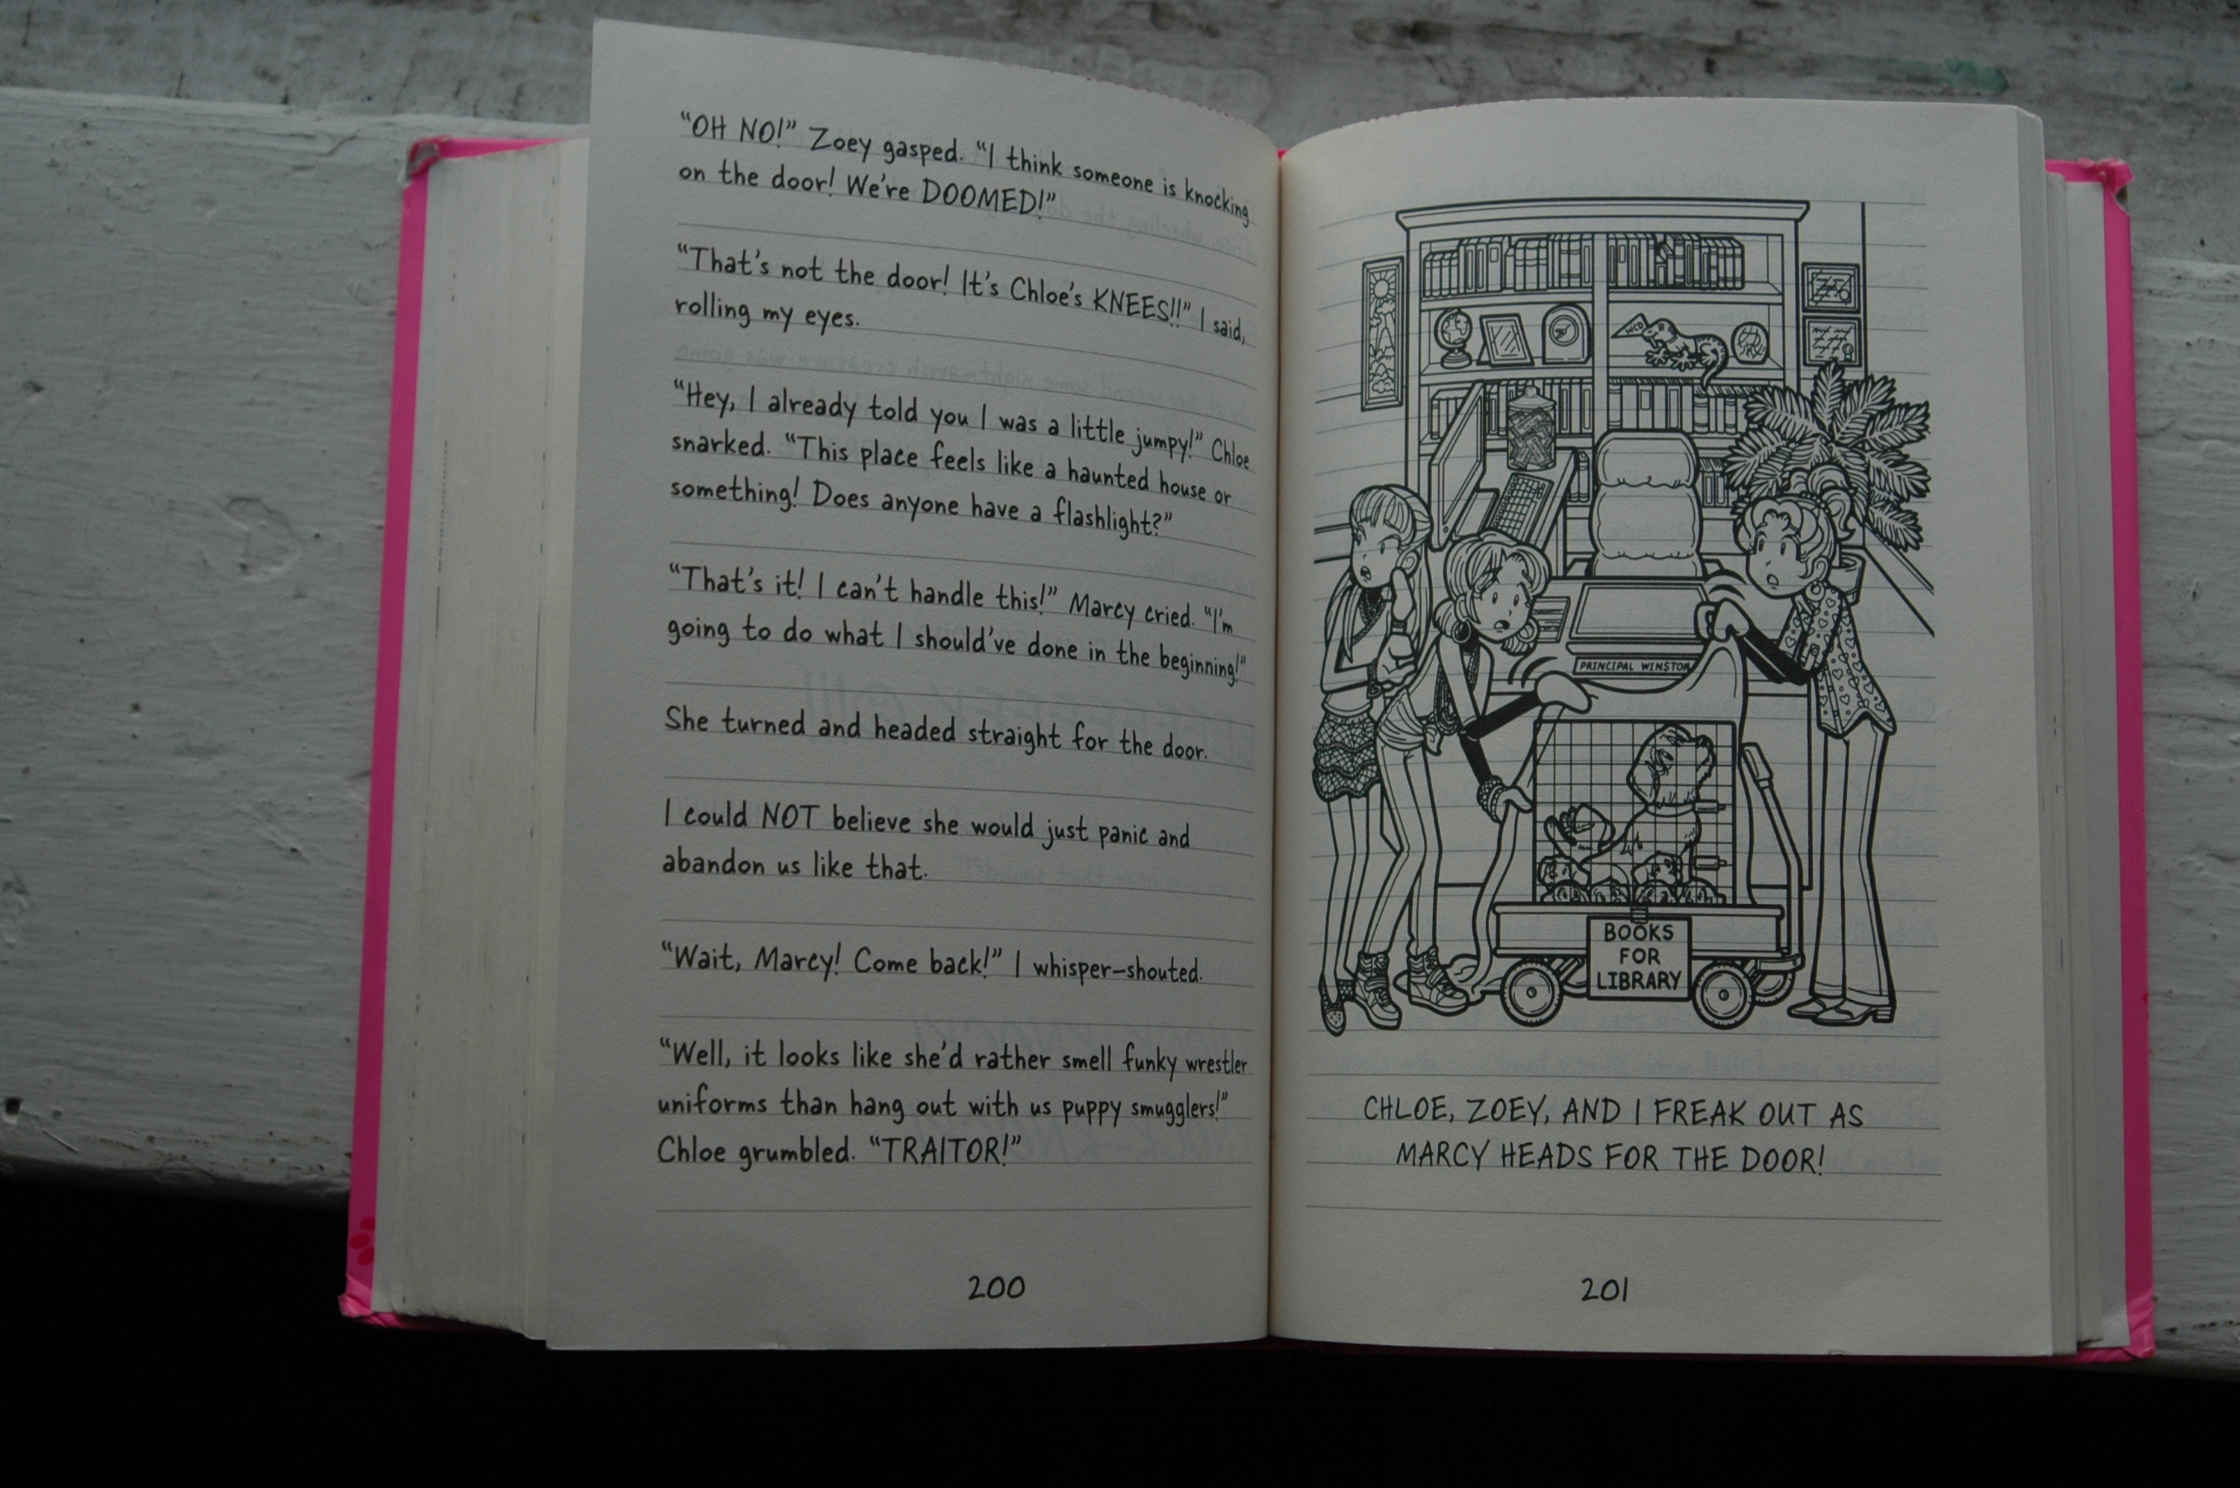 “OH NO!” Zoey gasped. “I think someone is knocking
on the door! We’re DOOMED!”
“That’s not the door! It’s Chloe’s KNEES!!” I said,
rolling my eyes.
“Hey, I already told you I was a little jumpy!” Chloe
snarked. “This place feels like a haunted house or
something! Does anyone have a flashlight?”
“That’s it! I can’t handle this!” Marcy cried. “I’m
going to do what I should’ve done in the beginning!”
She turned and headed straight for the door.
I could NOT believe she would just panic and
abandon us like that.
“Wait, Marcy! Come back!” I whisper-shouted.
“Well, it looks like she’d rather smell funky wrestler
uniforms than hang out with us puppy smugglers!”
Chloe grumbled. “TRAITOR!”
200
WCD
PRINCIPAL WINSTON
BOOKS
FOR
LIBRARY
CHLOE, ZOEY, AND I FREAK OUT AS
MARCY HEADS FOR THE DOOR!
201